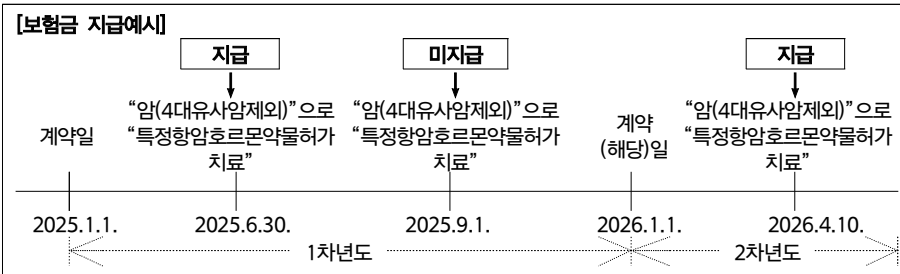 [보험금 지급예시]
지급 미지급 지급
“암(4대유사암제외)”으로 “암(4대유사암제외)”으로 “암(4대유사암제외)”으로
계약일 “특정항암호르몬약물허가 “특정항암호르몬약물허가 계약 “특정항암호르몬약물허가
치료” 치료” (해당)일 치료”
2025.1.1. 2025.6.30. 2025.9.1. 2026.1.1. 2026.4.10.
1차년도 2차년도